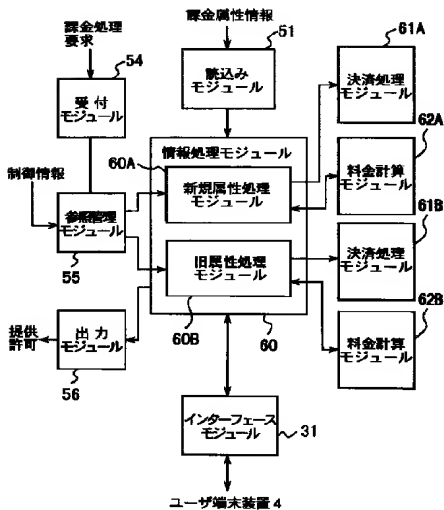 課金処理
要求
54
受付
モジュール
課金属性情報
51
読込み
モジュール
61A
決済処理
モジュール
62A
料金計算
モジュール
61B
決済処理
モジュール
62B
料金計算
モジュール
情報処理モジュール
60A
新規属性処理
モジュール
旧属性処理
モジュール
60B
60
制御情報
参照管理
モジュール
55
提供
許可
出力
モジュール
56
インターフェース
モジュール
31
ユーザ端末装置4